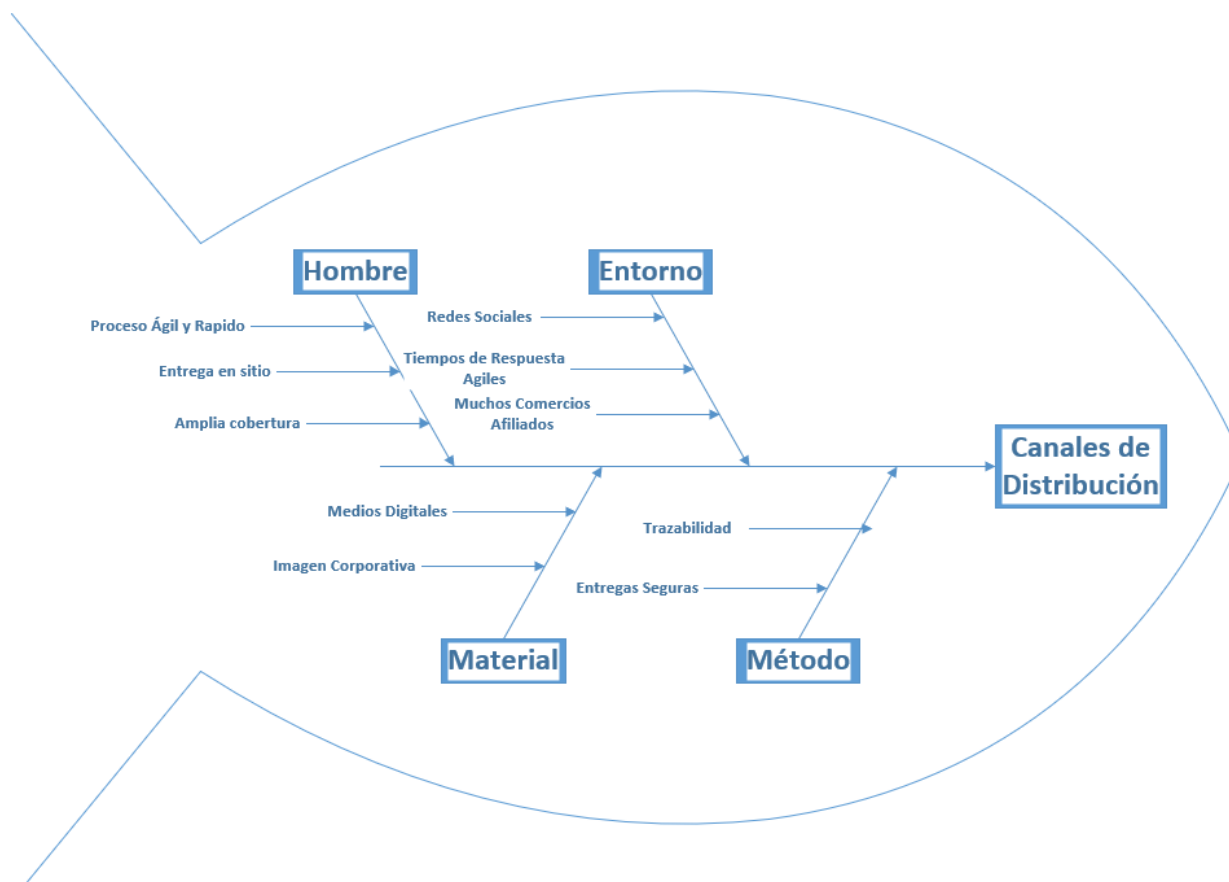 Hombre
Proceso Ágil y Rapido
Entrega en sitio
Amplia cobertura
Entorno
Redes Sociales
Tiempos de Respuesta
Agiles
Muchos Comercios
Afiliados
Canales de
Distribución
Medios Digitales
Imagen Corporativa
Material
Trazabilidad
Entregas Seguras
Método